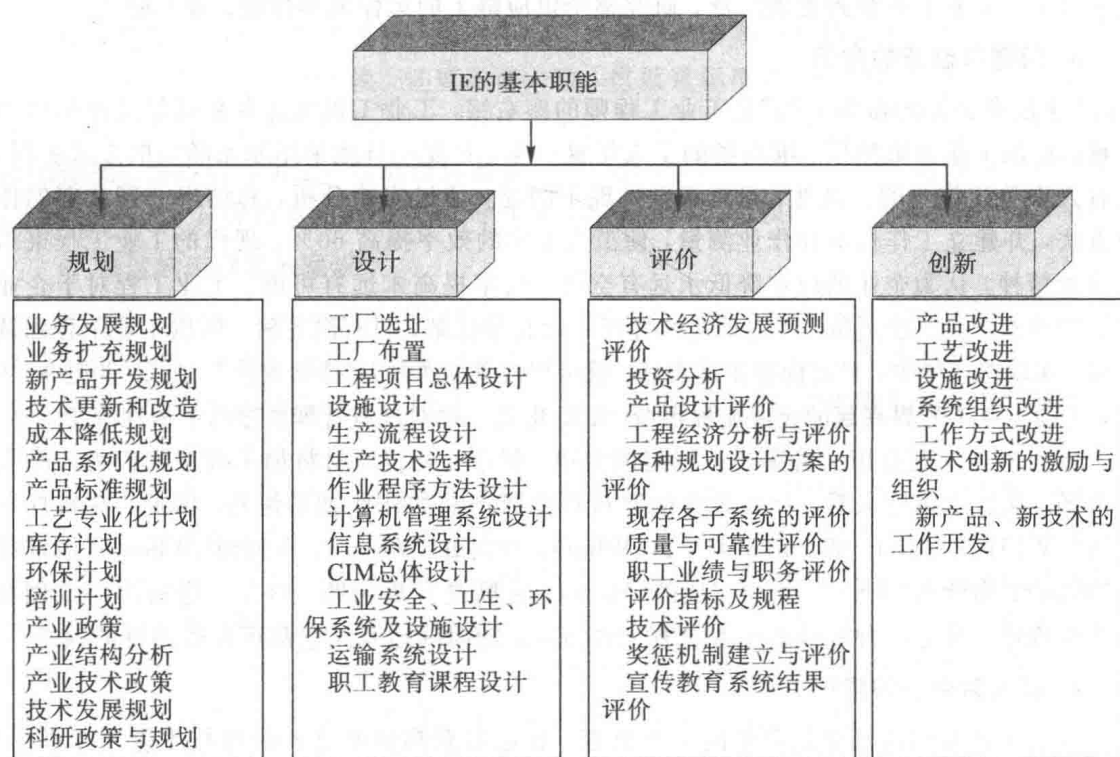 IE的基本职能
规划
设计
评价
创新
业务发展规划
业务扩充规划
新产品开发规划
技术更新和改造
成本降低规划
产品系列化规划
产品标准规划
工艺专业化计划
库存计划
环保计划
培训计划
产业政策
产业结构分析
产业技术政策
技术发展规划
科研政策与规划
工厂选址
工厂布置
工程项目总体设计
设施设计
生产流程设计
生产技术选择
作业程序方法设计
计算机管理系统设计
信息系统设计
CIM总体设计
工业安全、卫生、环
保系统及设施设计
运输系统设计
职工教育课程设计
技术经济发展预测
评价
投资分析
产品设计评价
工程经济分析与评价
各种规划设计方案的
评价
现存各子系统的评价
质量与可靠性评价
职工业绩与职务评价
评价指标及规程
技术评价
奖惩机制建立与评价
宣传教育系统结果
评价
产品改进
工艺改进
设施改进
系统组织改进
工作方式改进
技术创新的激励与
组织
新产品、新技术的
工作开发